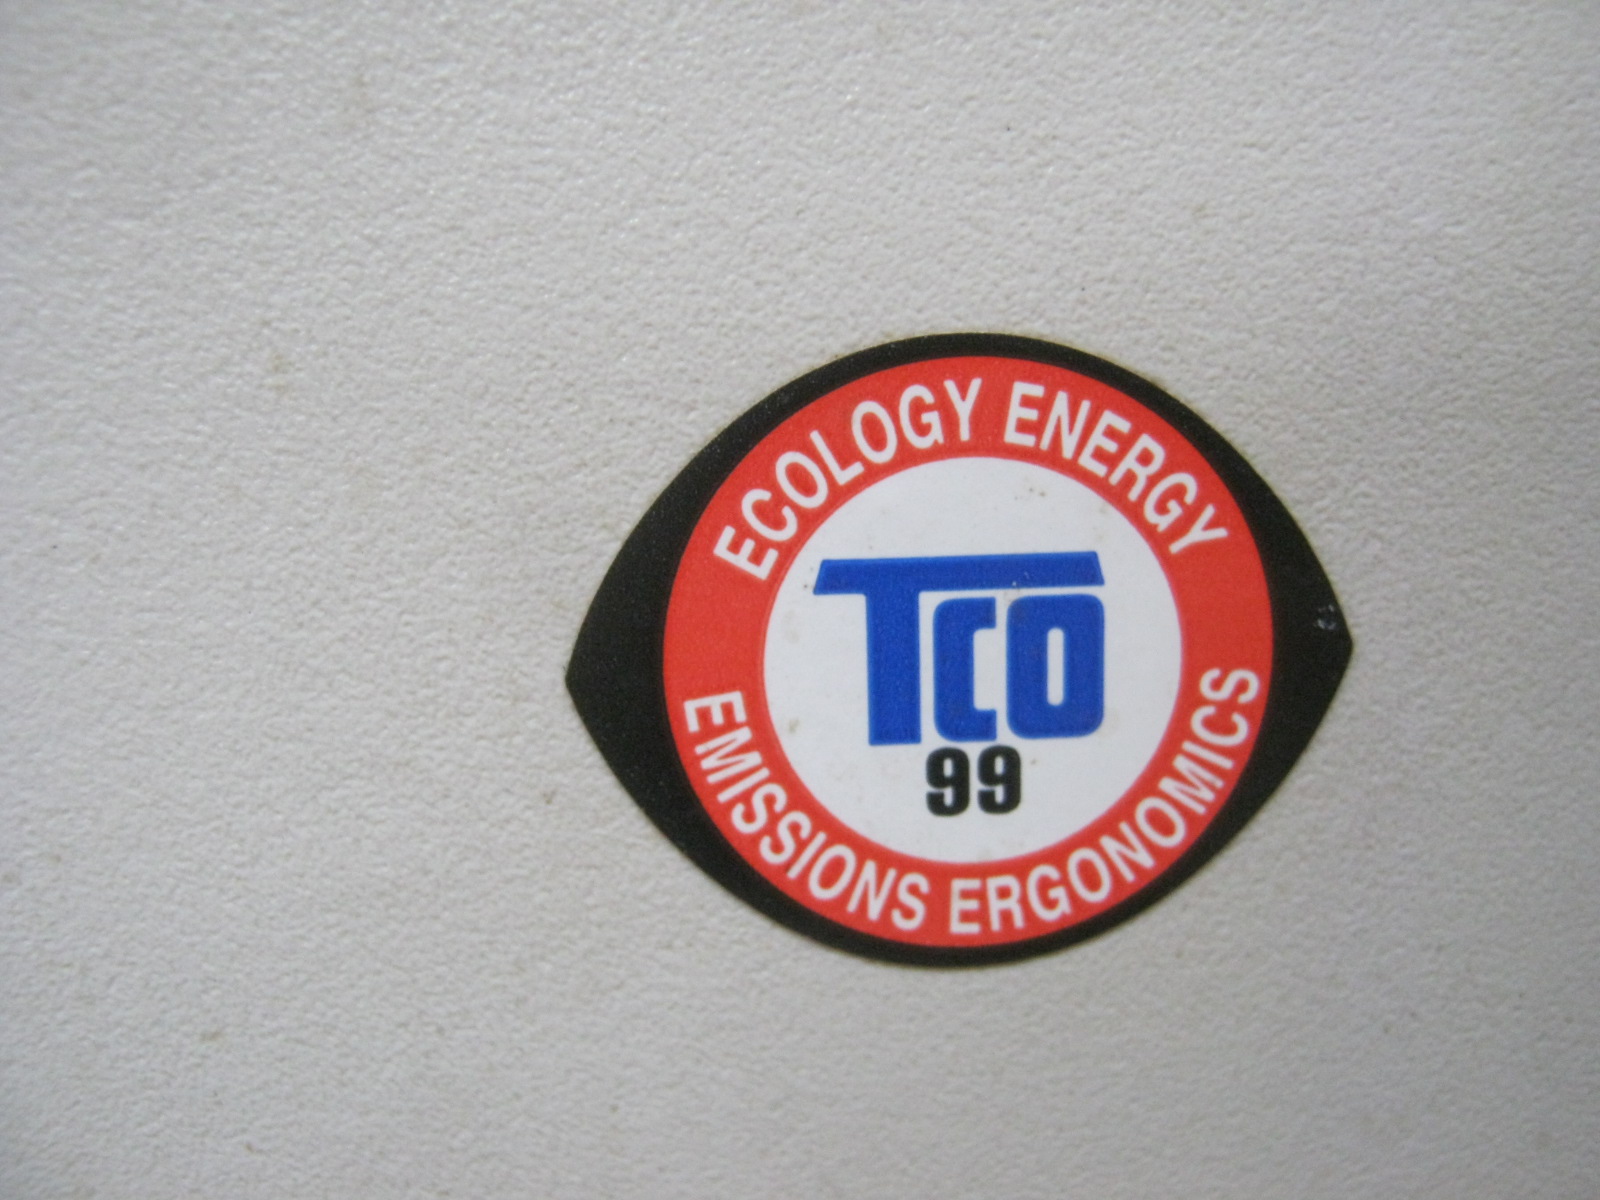 ECOLOGY ENERGY
TCO
99
EMISSIONS ERGONOMICS